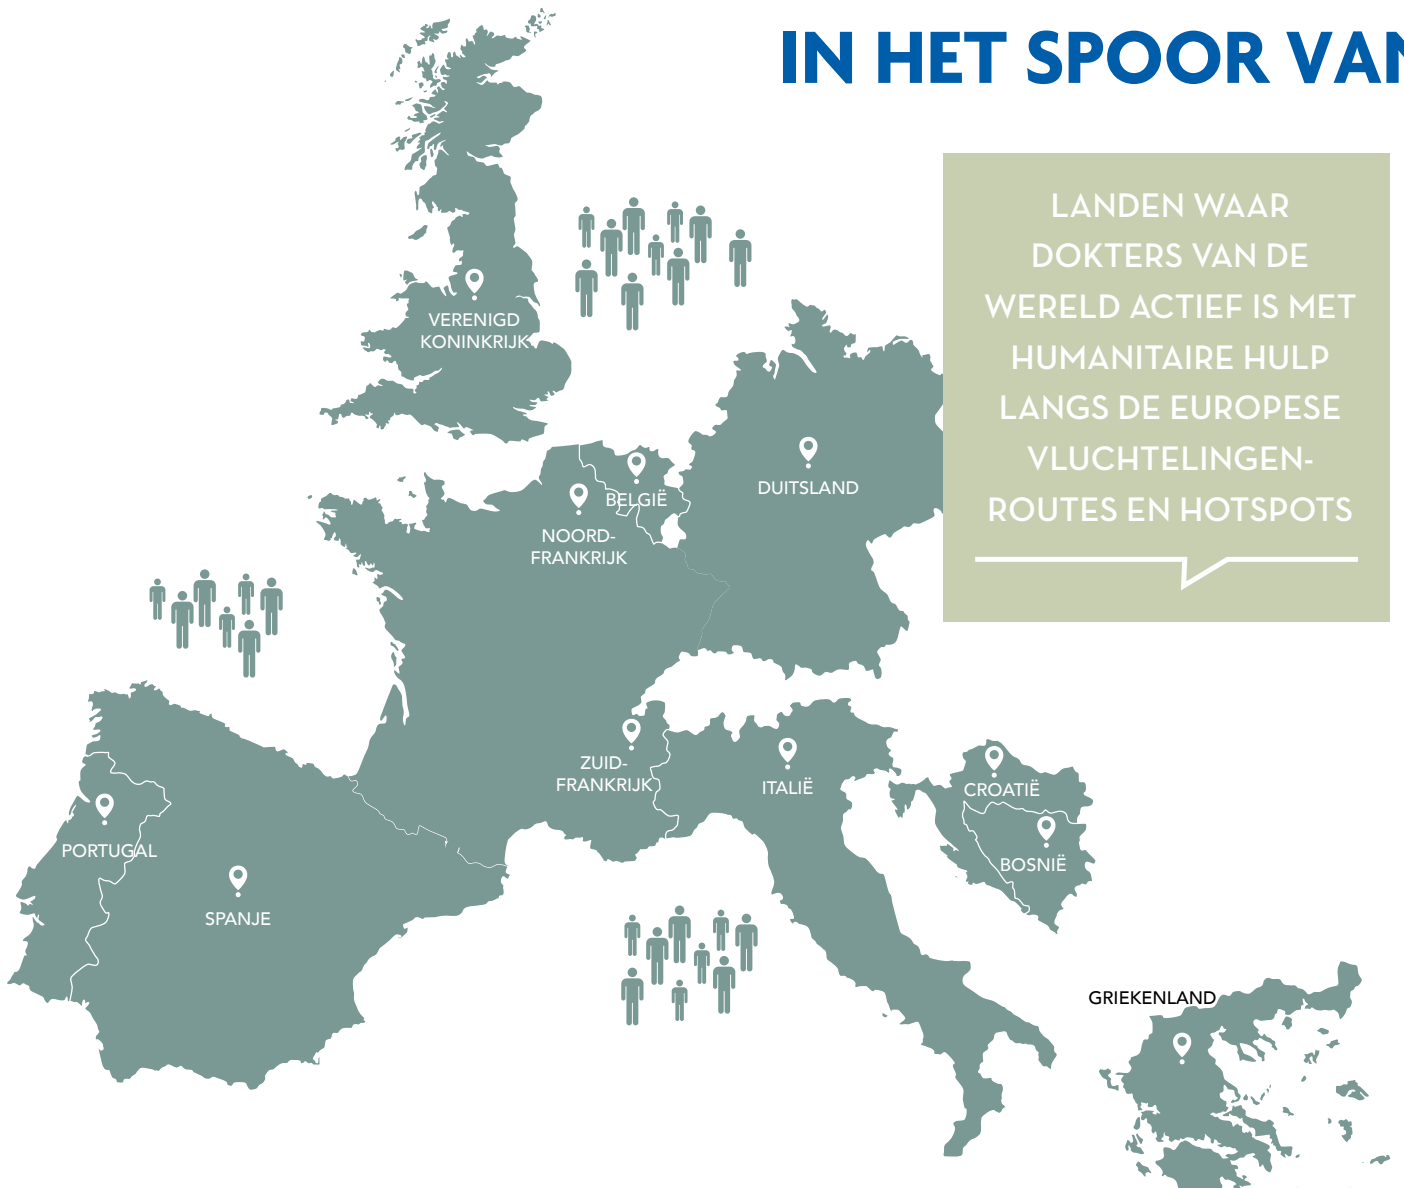 IN HET SPOOR VAN
LANDEN WAAR
DOKTERS VAN DE
WERELD ACTIEF IS MET
HUMANITAIRE HULP
LANGS DE EUROPESE
VLUCHTELINGEN-
ROUTES EN HOTSPOTS
VERENIGD
KONINKRIJK
BELGIË
DUITSLAND
NOORD-
FRANKRIJK
ZUID-
FRANKRIJK
ITALIË
CROATIË
BOSNIË
PORTUGAL
SPANJE
GRIEKENLAND